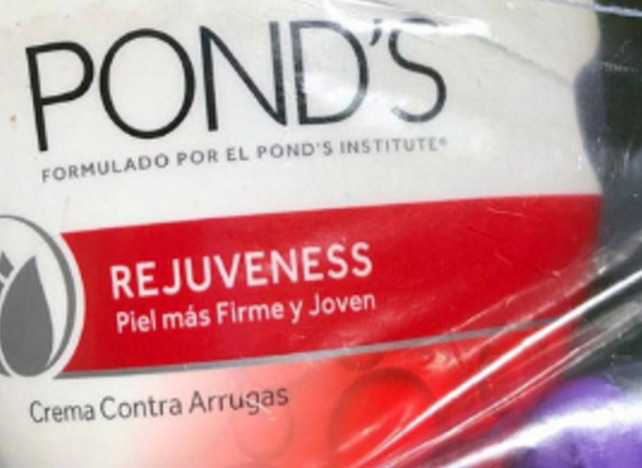 POND'S
FORMULADO POR EL POND'S INSTITUTE®
REJUVENESS
Piel más Firme y Joven
Crema Contra Arrugas